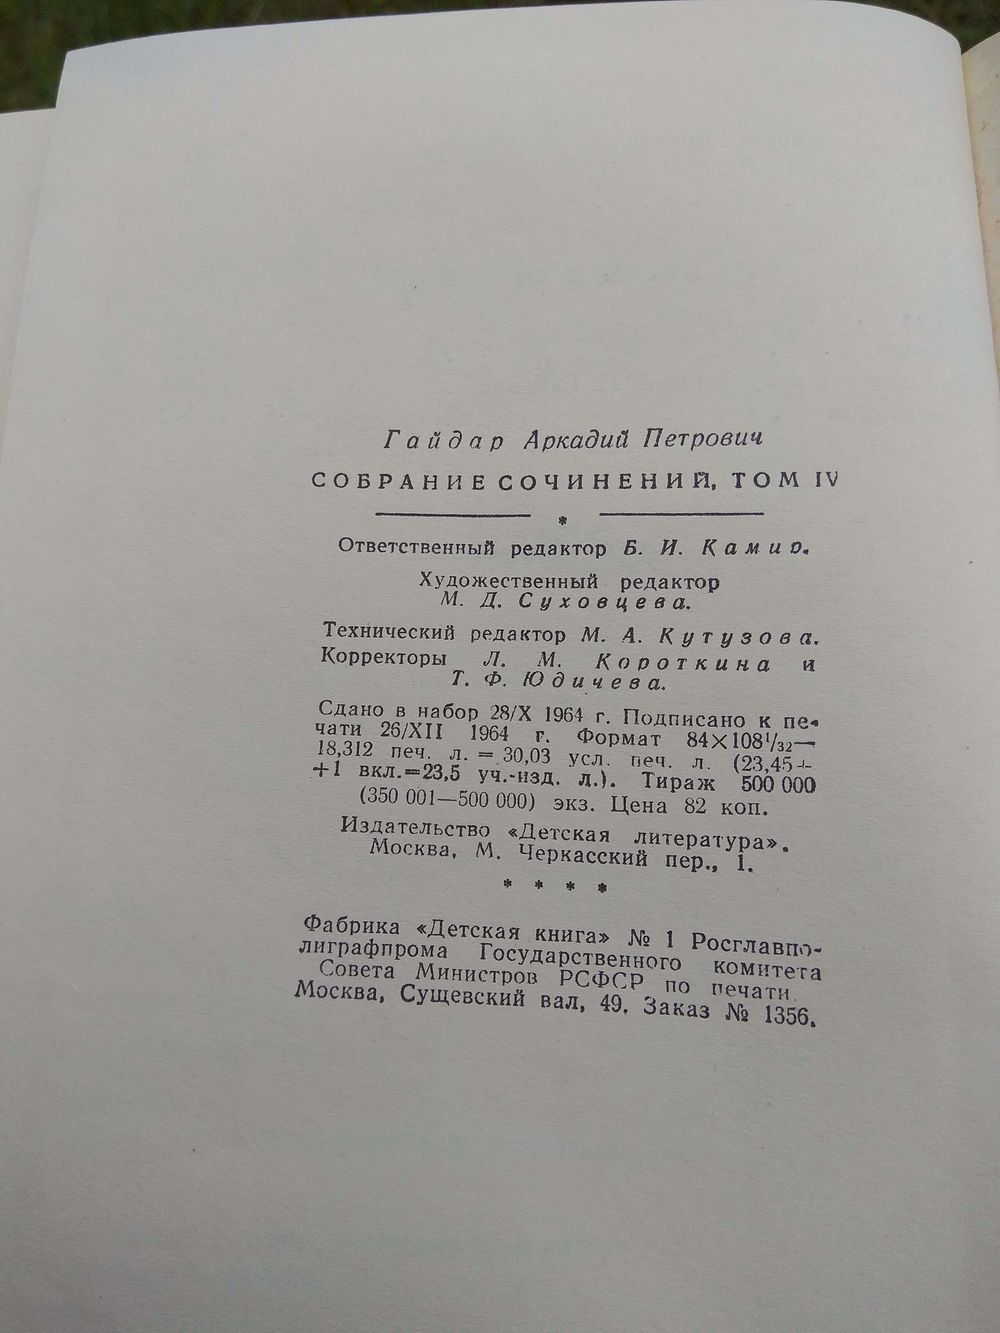 Гайдар Аркадий Петрович
СОБРАНИЕ СОЧИНЕНИЙ, ТОМ IV
*
Ответственный редактор Б. И. Камир.
Художественный редактор
М. Д. Суховцева.
Технический редактор М. А. Кутузова.
Корректоры Л. М. Короткина и
Т. Ф. Юдичева.
Сдано в набор 28/X 1964 г. Подписано к пе-
чати 26/XII 1964 г. Формат 84×108¹/₃₂—
18,312 печ. л. = 30,03 усл. печ. л. (23,45+
+1 вкл.=23,5 уч.-изд. л.). Тираж 500 000
(350 001—500 000) экз. Цена 82 коп.
Издательство «Детская литература».
Москва, М. Черкасский пер., 1.
* * * *
Фабрика «Детская книга» № 1 Росглавпо-
лиграфпрома Государственного комитета
Совета Министров РСФСР по печати.
Москва, Сущевский вал, 49. Заказ № 1356.